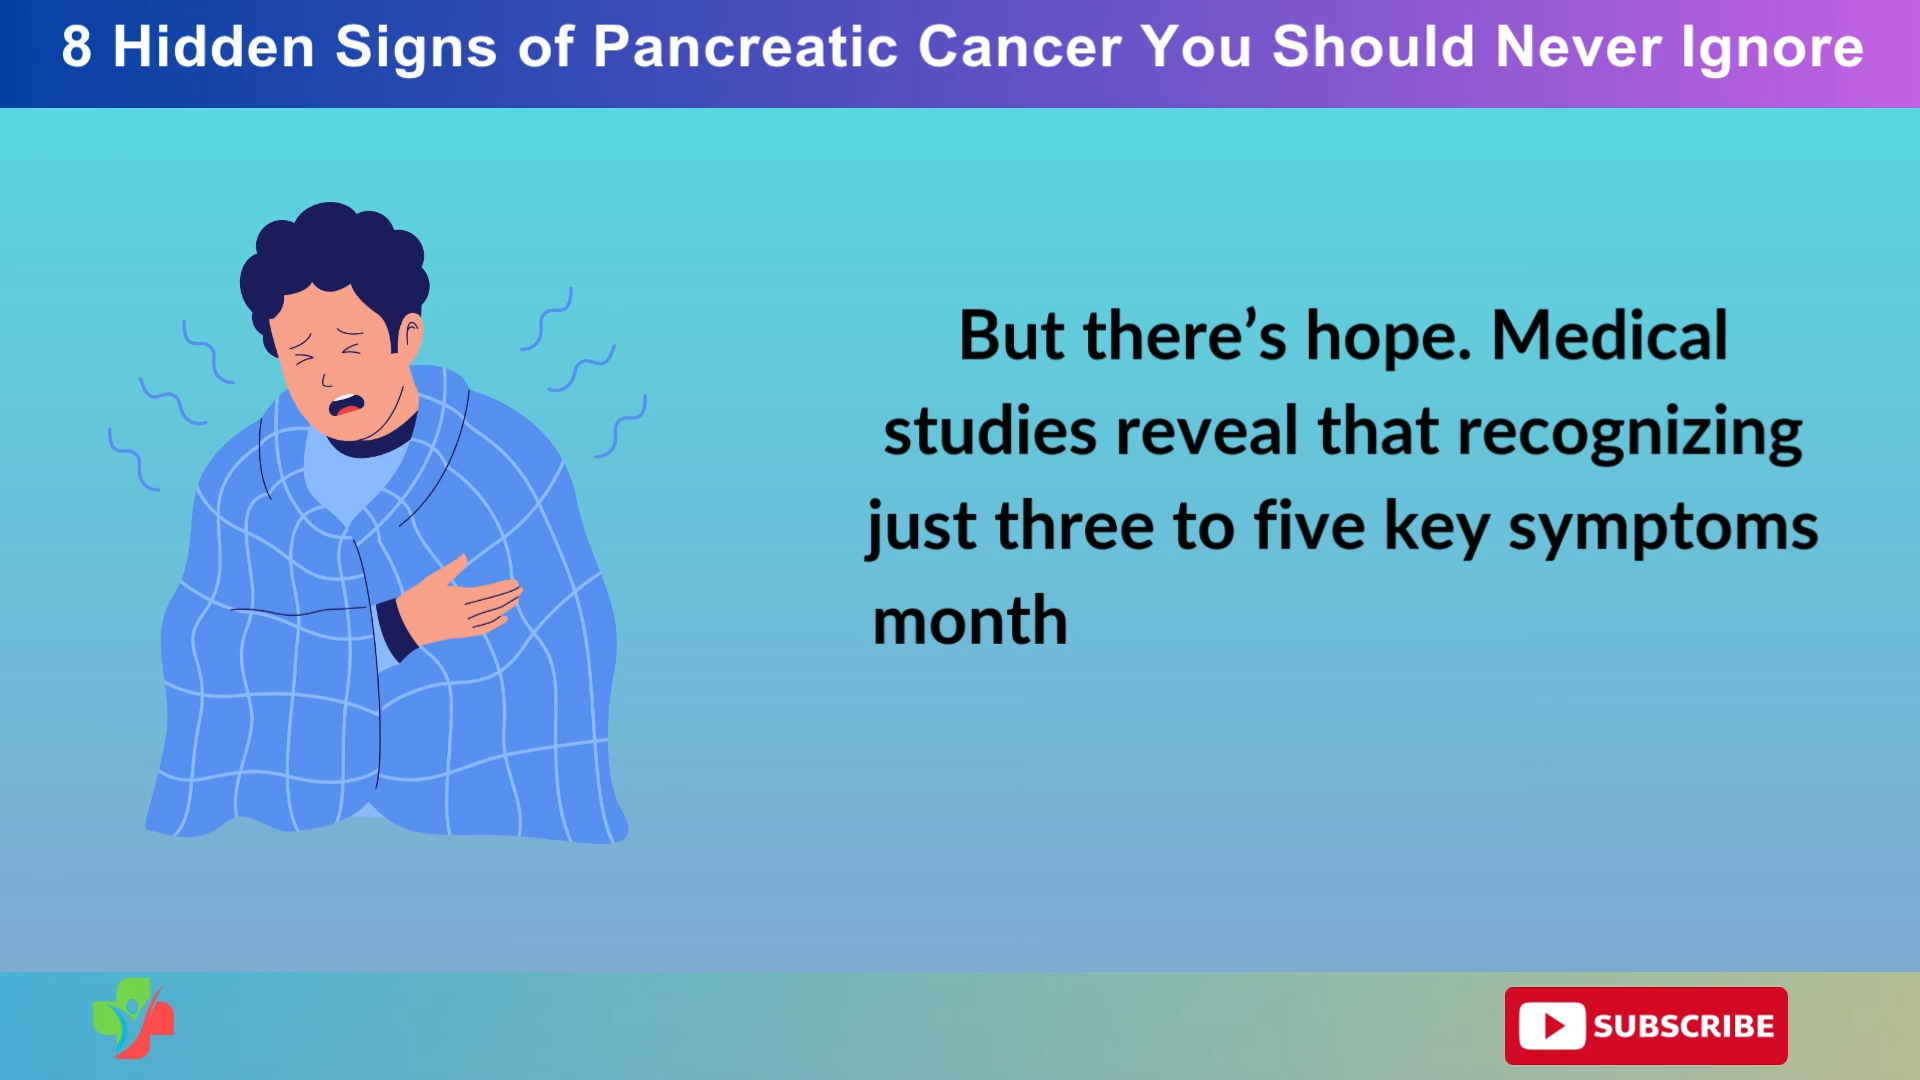 8 Hidden Signs of Pancreatic Cancer You Should Never Ignore
But there’s hope. Medical
studies reveal that recognizing
just three to five key symptoms
month
SUBSCRIBE